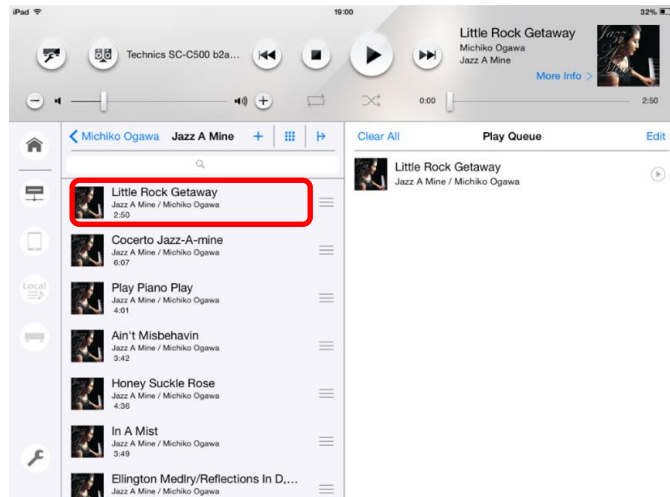 iPad 19:00 32%
Technics SC-C500 b2a...
Little Rock Getaway
Michiko Ogawa
Jazz A Mine
More Info >
0:00 2:50
Michiko Ogawa Jazz A Mine
Clear All Play Queue Edit
Little Rock Getaway
Jazz A Mine / Michiko Ogawa
2:50
Cocerto Jazz-A-mine
Jazz A Mine / Michiko Ogawa
6:07
Play Piano Play
Jazz A Mine / Michiko Ogawa
4:01
Ain't Misbehavin
Jazz A Mine / Michiko Ogawa
3:42
Honey Suckle Rose
Jazz A Mine / Michiko Ogawa
4:36
In A Mist
Jazz A Mine / Michiko Ogawa
3:49
Ellington Medlry/Reflections In D,...
Jazz A Mine / Michiko Ogawa
Little Rock Getaway
Jazz A Mine / Michiko Ogawa
Local